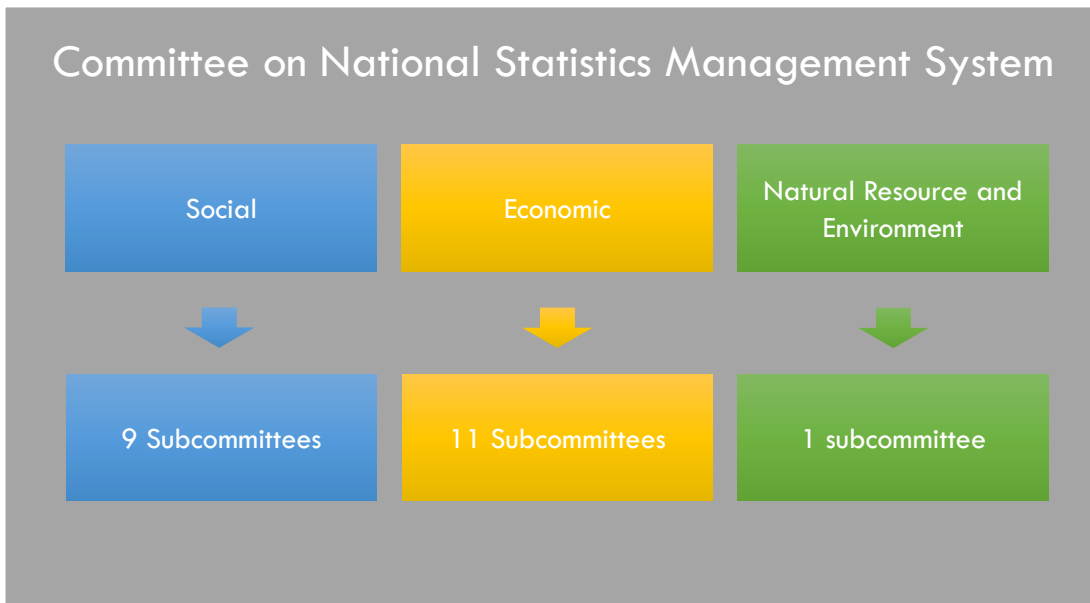 Committee on National Statistics Management System
Social
Economic
Natural Resource and
Environment
9 Subcommittees
11 Subcommittees
1 subcommittee